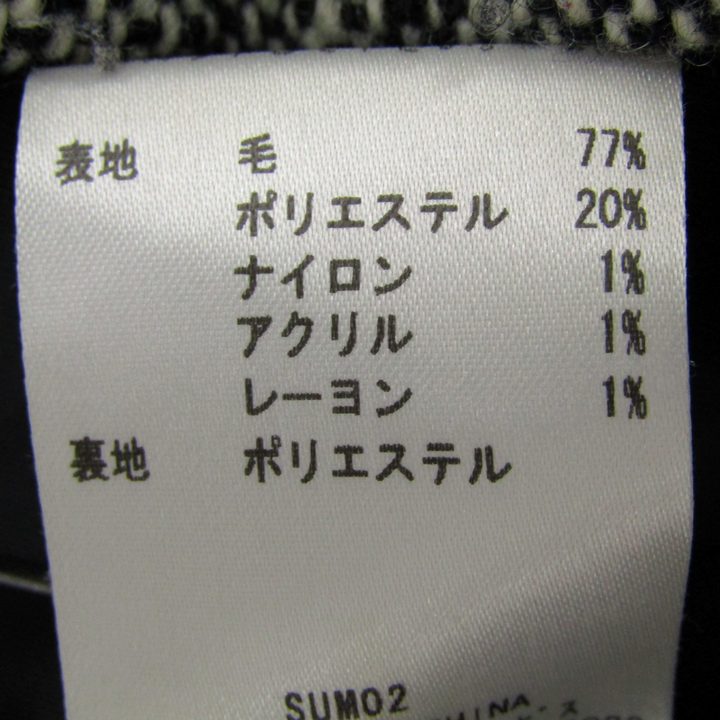 表地 毛 77%
ポリエステル 20%
ナイロン 1%
アクリル 1%
レーヨン 1%
裏地 ポリエステル
SUM02